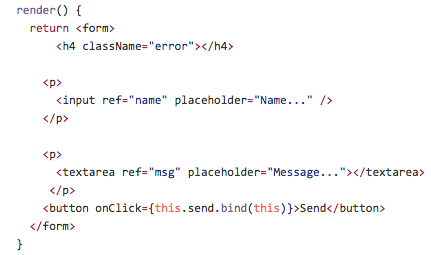 render() {
  return <form>
      <h4 className="error"></h4>

    <p>
      <input ref="name" placeholder="Name..." />
    </p>

    <p>
      <textarea ref="msg" placeholder="Message..."></textarea>
     </p>
    <button onClick={this.send.bind(this)}>Send</button>
  </form>
}